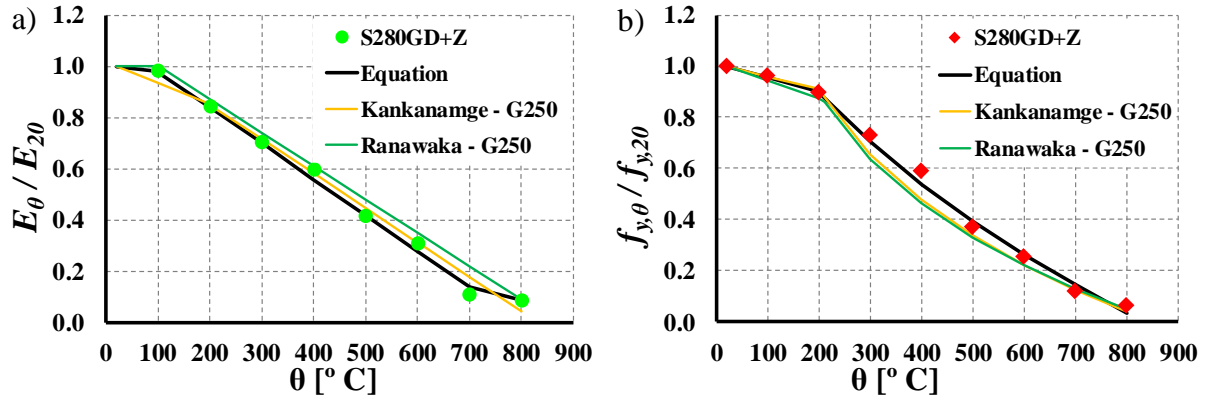 a)
1.2
1.0
0.8
0.6
0.4
0.2
0.0
E_θ / E_20
S280GD+Z
Equation
Kankanamge - G250
Ranawaka - G250
0 100 200 300 400 500 600 700 800 900
θ [º C]
b)
1.2
1.0
0.8
0.6
0.4
0.2
0.0
f_y,θ / f_y,20
S280GD+Z
Equation
Kankanamge - G250
Ranawaka - G250
0 100 200 300 400 500 600 700 800 900
θ [º C]